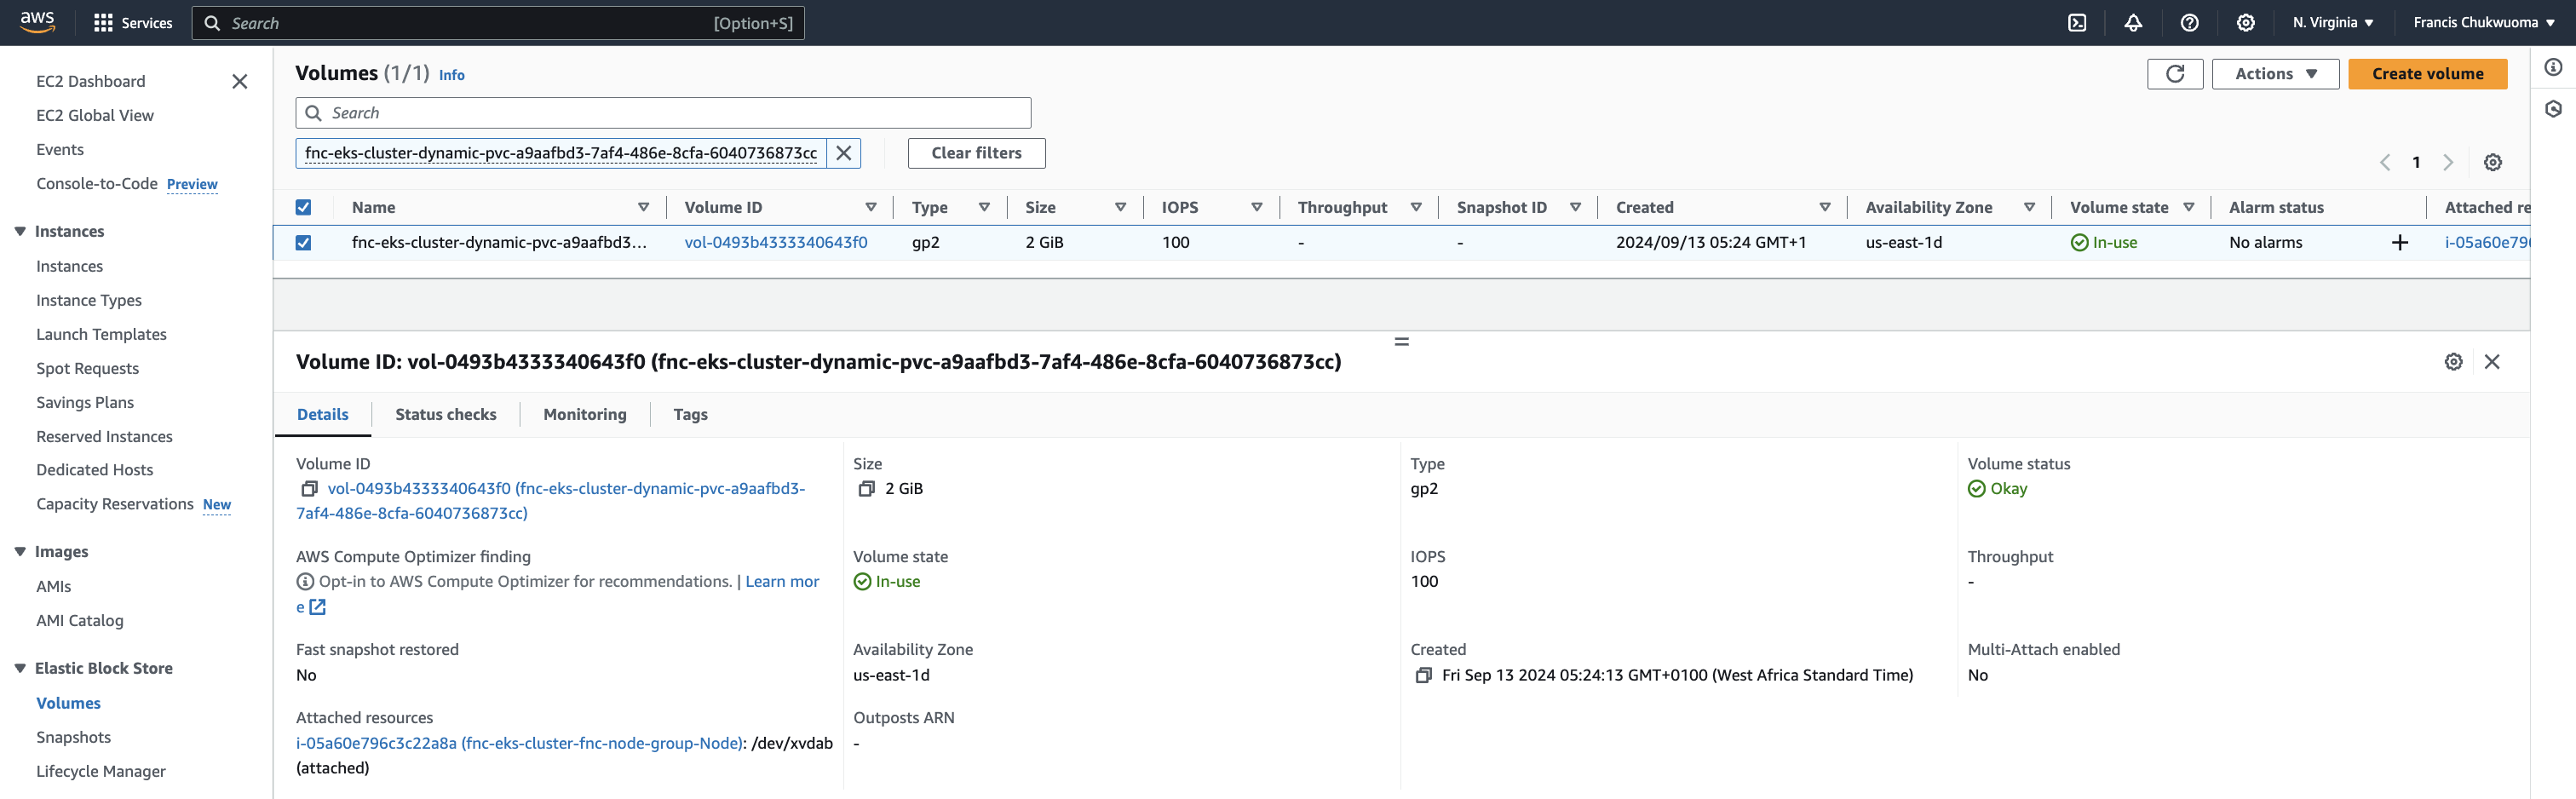 aws
Services
Search [Option+S]
N. Virginia
Francis Chukwuoma
EC2 Dashboard
EC2 Global View
Events
Console-to-Code Preview
Instances
Instances
Instance Types
Launch Templates
Spot Requests
Savings Plans
Reserved Instances
Dedicated Hosts
Capacity Reservations New
Images
AMIs
AMI Catalog
Elastic Block Store
Volumes
Snapshots
Lifecycle Manager
Volumes (1/1) Info
Actions
Create volume
Search
fnc-eks-cluster-dynamic-pvc-a9aafbd3-7af4-486e-8cfa-6040736873cc
Clear filters
1
Name Volume ID Type Size IOPS Throughput Snapshot ID Created Availability Zone Volume state Alarm status Attached re
fnc-eks-cluster-dynamic-pvc-a9aafbd3... vol-0493b4333340643f0 gp2 2 GiB 100 - - 2024/09/13 05:24 GMT+1 us-east-1d In-use No alarms + i-05a60e796
Volume ID: vol-0493b4333340643f0 (fnc-eks-cluster-dynamic-pvc-a9aafbd3-7af4-486e-8cfa-6040736873cc)
Details Status checks Monitoring Tags
Volume ID
vol-0493b4333340643f0 (fnc-eks-cluster-dynamic-pvc-a9aafbd3-
7af4-486e-8cfa-6040736873cc)
Size
2 GiB
Type
gp2
Volume status
Okay
AWS Compute Optimizer finding
Opt-in to AWS Compute Optimizer for recommendations. | Learn mor
e
Volume state
In-use
IOPS
100
Throughput
-
Fast snapshot restored
No
Availability Zone
us-east-1d
Created
Fri Sep 13 2024 05:24:13 GMT+0100 (West Africa Standard Time)
Multi-Attach enabled
No
Attached resources
i-05a60e796c3c22a8a (fnc-eks-cluster-fnc-node-group-Node): /dev/xvdab
(attached)
Outposts ARN
-